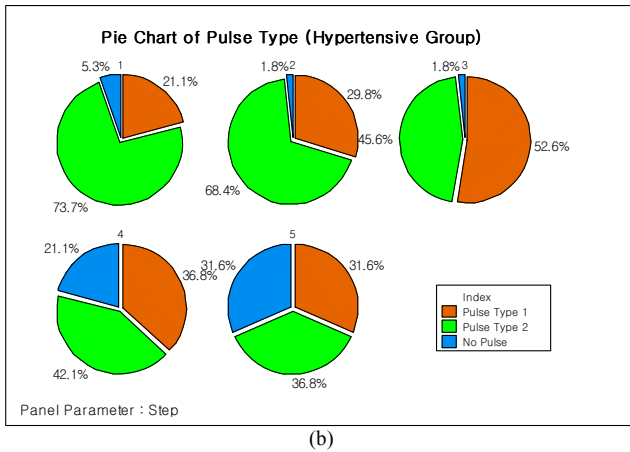 Pie Chart of Pulse Type (Hypertensive Group)
5.3%
1
21.1%
73.7%
1.8%
2
29.8%
68.4%
45.6%
1.8%
3
52.6%
21.1%
4
36.8%
42.1%
31.6%
5
31.6%
36.8%
Index
Pulse Type 1
Pulse Type 2
No Pulse
Panel Parameter : Step
(b)